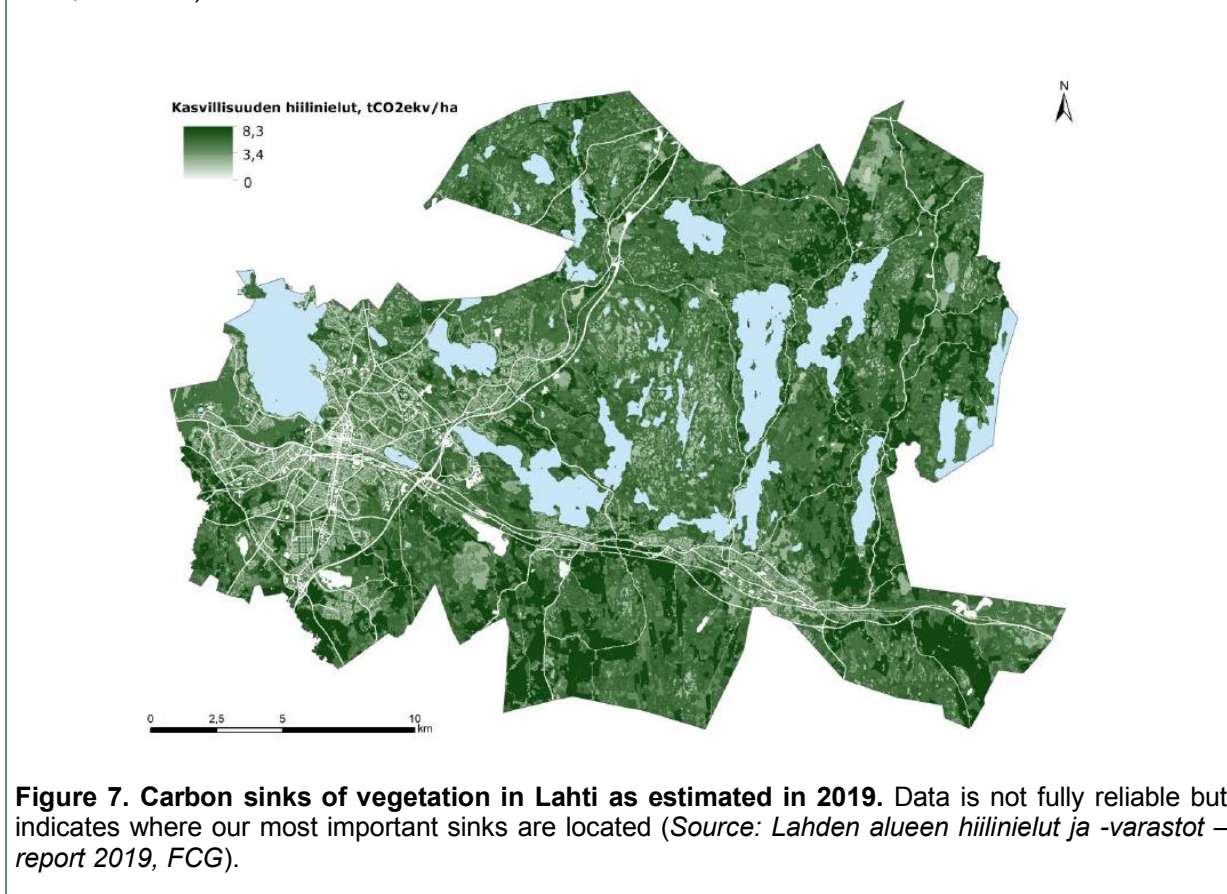 N
Kasvillisuuden hiilinielut, tCO2ekv/ha
8,3
3,4
0
0 2,5 5 10
km
Figure 7. Carbon sinks of vegetation in Lahti as estimated in 2019. Data is not fully reliable but
indicates where our most important sinks are located (Source: Lahden alueen hiilinielut ja -varastot –
report 2019, FCG).